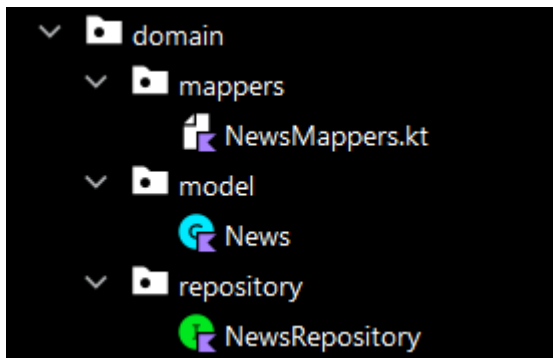 domain
mappers
NewsMappers.kt
model
News
repository
NewsRepository